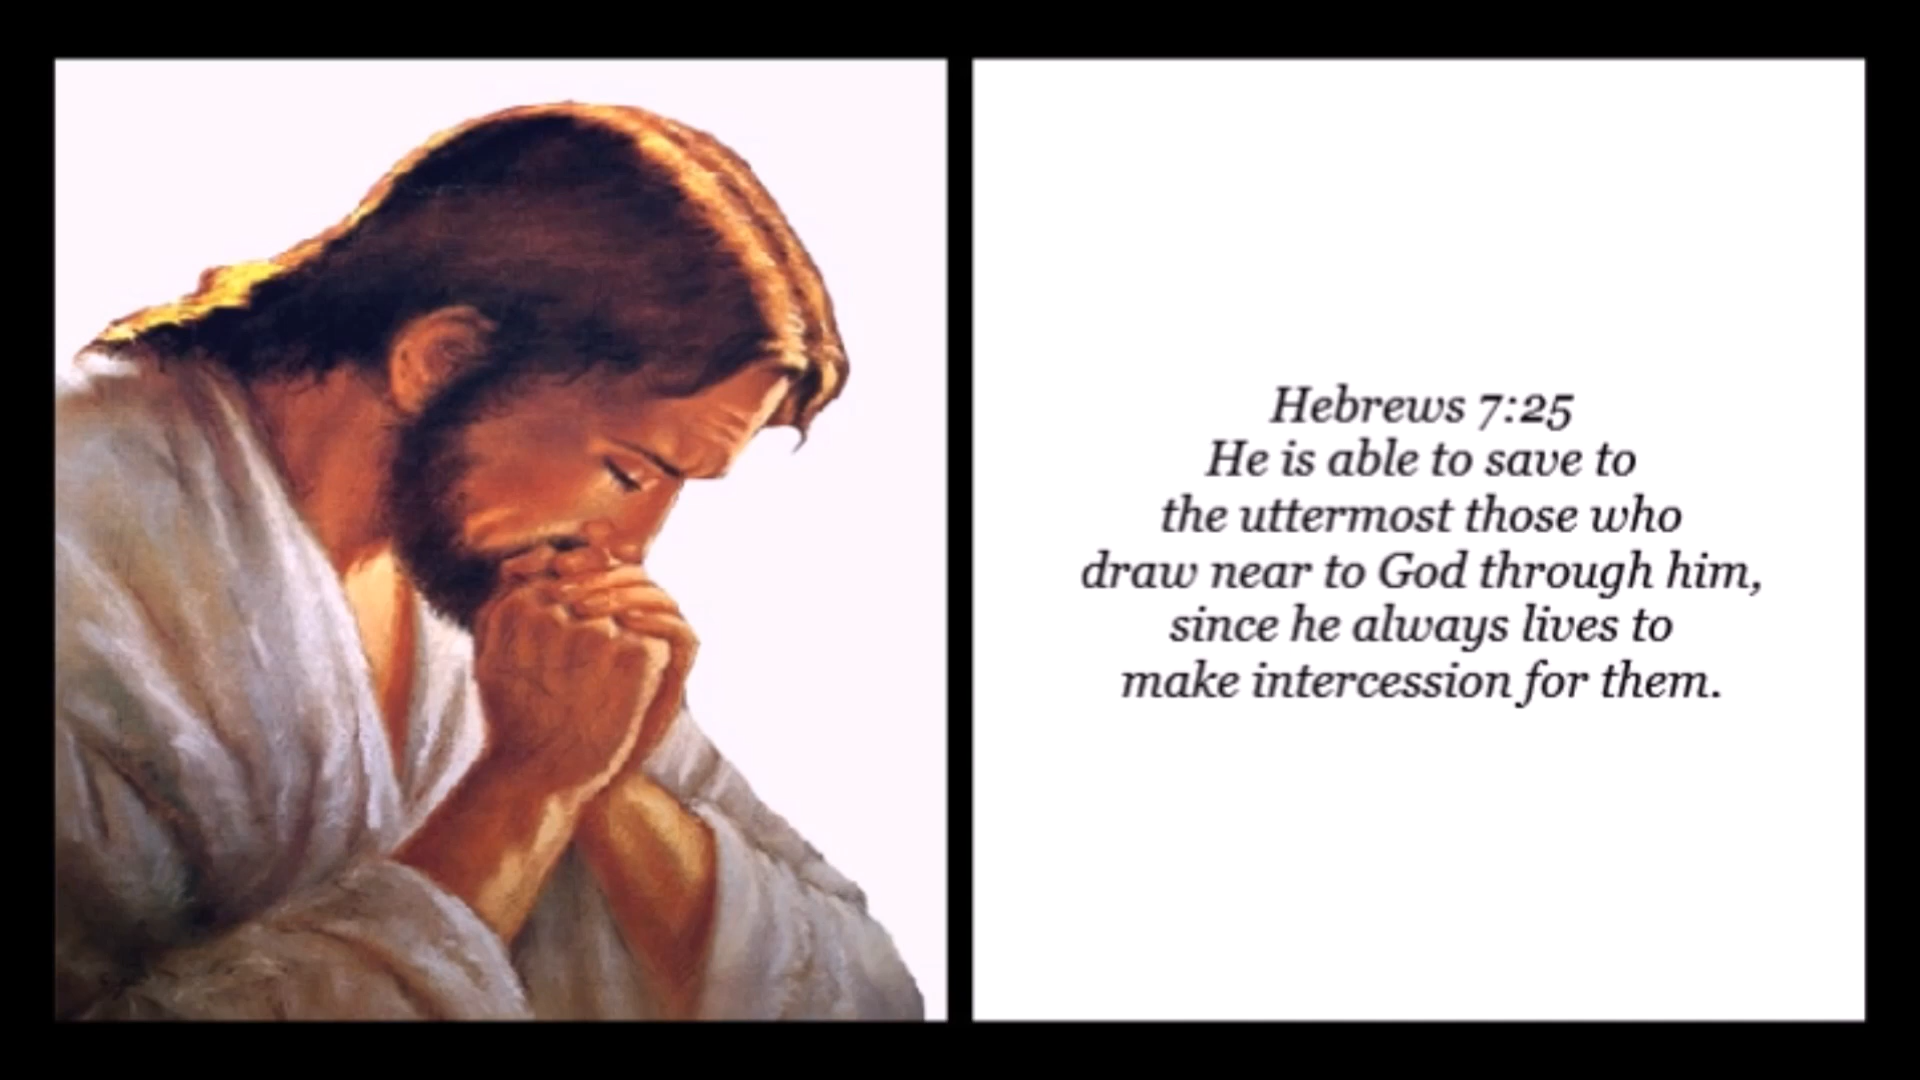 Hebrews 7:25
He is able to save to
the uttermost those who
draw near to God through him,
since he always lives to
make intercession for them.